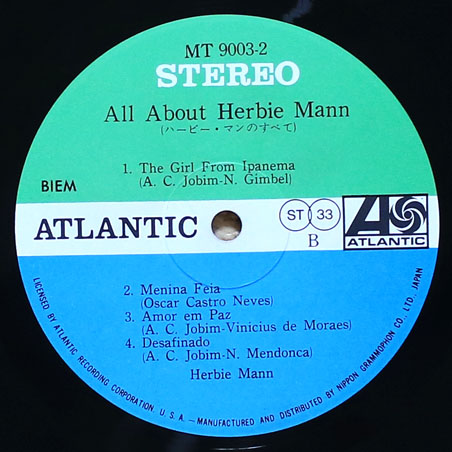 MT 9003-2
STEREO
All About Herbie Mann
(ハービー・マンのすべて)
1. The Girl From Ipanema
(A. C. Jobim-N. Gimbel)
BIEM
ATLANTIC
ST 33
B
ATLANTIC
2. Menina Feia
(Oscar Castro Neves)
3. Amor em Paz
(A. C. Jobim-Vinicius de Moraes)
4. Desafinado
(A. C. Jobim-N. Mendonca)
Herbie Mann
LICENSED BY ATLANTIC RECORDING CORPORATION U. S. A. — MANUFACTURED AND DISTRIBUTED BY NIPPON GRAMMOPHON CO., LTD. JAPAN